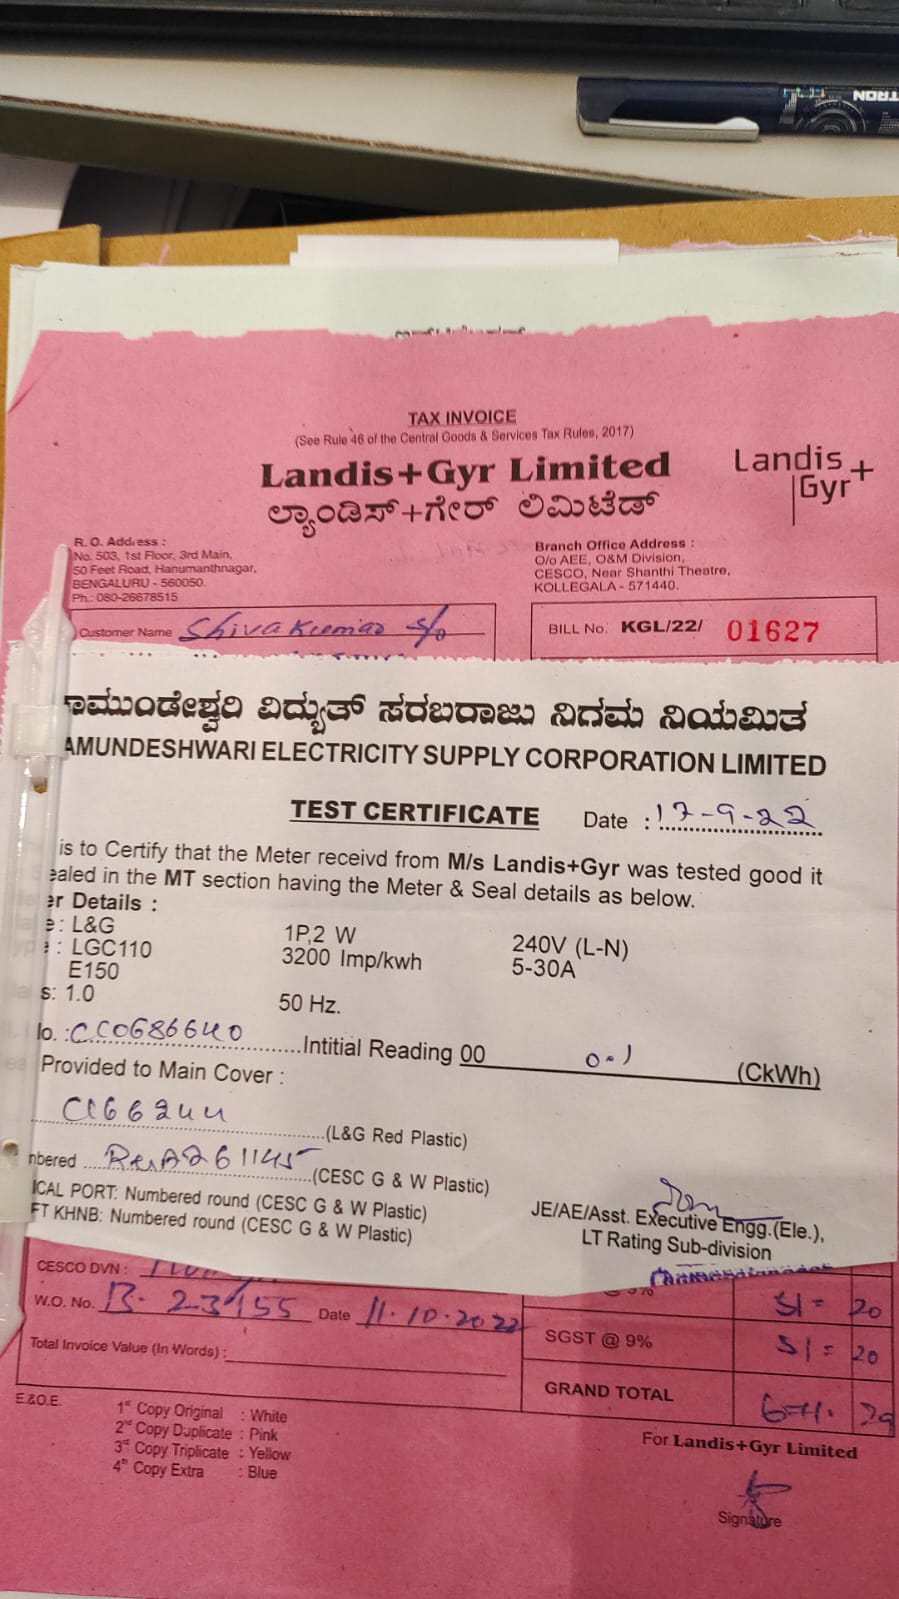 NOTRON
TAX INVOICE
(See Rule 46 of the Central Goods & Services Tax Rules, 2017)
Landis+Gyr Limited
Landis
Gyr+
ಲ್ಯಾಂಡಿಸ್+ಗೇರ್ ಲಿಮಿಟೆಡ್
R. O. Address :
No. 503, 1st Floor, 3rd Main,
50 Feet Road, Hanumanthnagar,
BENGALURU - 560050.
Ph.: 080-26678515
Branch Office Address :
O/o AEE, O&M Division,
CESCO, Near Shanthi Theatre,
KOLLEGALA - 571440.
Customer Name Shivakumar S/o
BILL No. KGL/22/ 01627
ಾಮುಂಡೇಶ್ವರಿ ವಿದ್ಯುತ್ ಸರಬರಾಜು ನಿಗಮ ನಿಯಮಿತ
AMUNDESHWARI ELECTRICITY SUPPLY CORPORATION LIMITED
TEST CERTIFICATE Date : 17-9-22
is to Certify that the Meter receivd from M/s Landis+Gyr was tested good it
ealed in the MT section having the Meter & Seal details as below.
er Details :
e: L&G 1P,2 W 240V (L-N)
: LGC110 3200 Imp/kwh 5-30A
E150
s: 1.0 50 Hz.
lo. : CC0686640 Intitial Reading 00 0.1 (CkWh)
Provided to Main Cover :
(L&G Red Plastic)
nbered (CESC G & W Plastic)
ICAL PORT: Numbered round (CESC G & W Plastic)
FT KHNB: Numbered round (CESC G & W Plastic)
JE/AE/Asst. Executive Engg.(Ele.),
LT Rating Sub-division
CESCO DVN :
W.O. No. Date 11.10.2022
51= 20
SGST @ 9% 51= 20
Total Invoice Value (In Words) :
GRAND TOTAL
E.&O.E.
1st Copy Original : White
2nd Copy Duplicate : Pink
3rd Copy Triplicate : Yellow
4th Copy Extra : Blue
For Landis+Gyr Limited
Signature